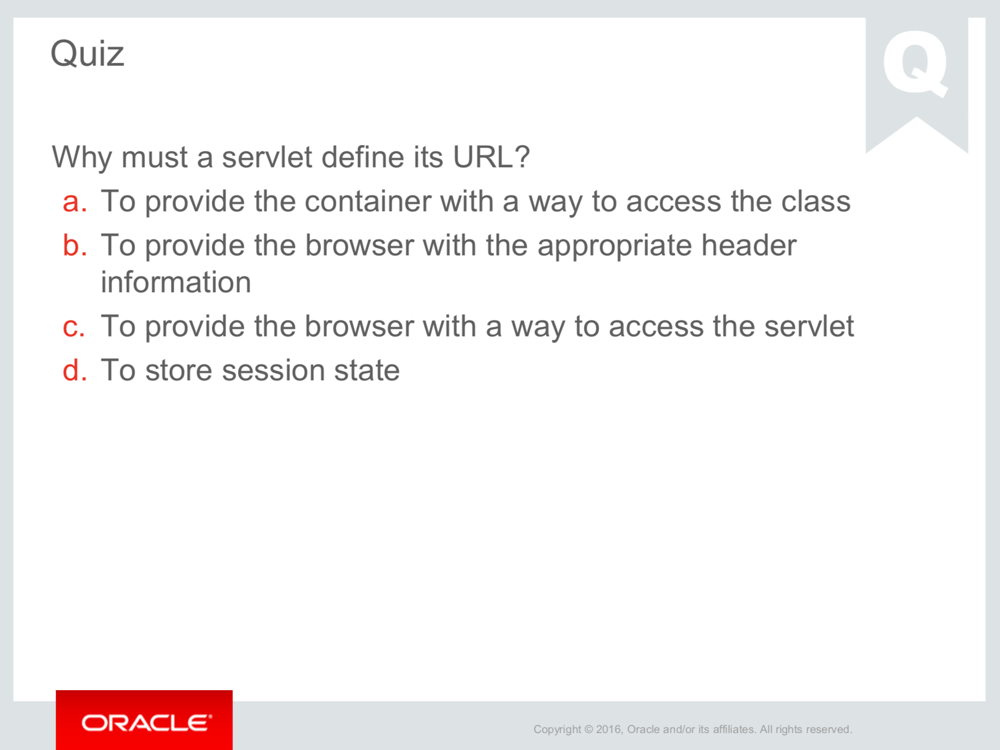 Quiz
Q
Why must a servlet define its URL?
a. To provide the container with a way to access the class
b. To provide the browser with the appropriate header
information
c. To provide the browser with a way to access the servlet
d. To store session state
ORACLE®
Copyright © 2016, Oracle and/or its affiliates. All rights reserved.